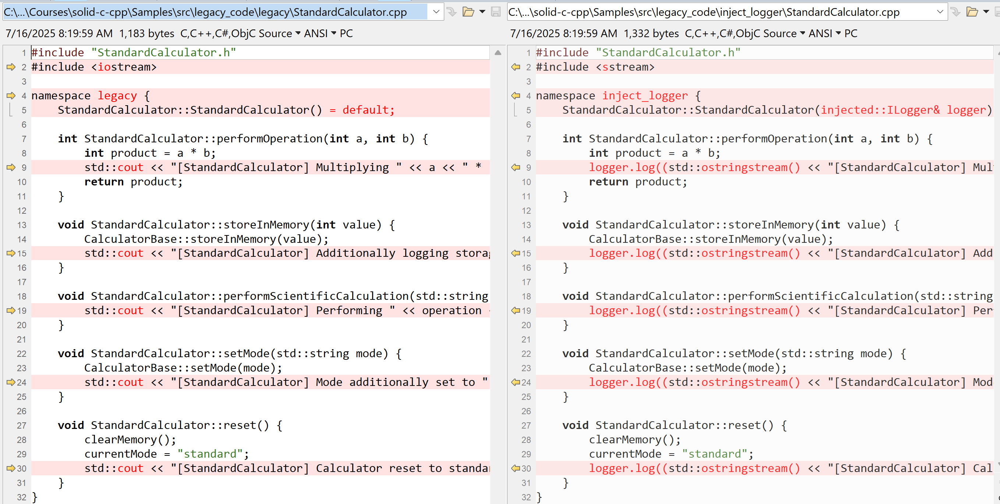 C:\...\Courses\solid-c-cpp\Samples\src\legacy_code\legacy\StandardCalculator.cpp
7/16/2025 8:19:59 AM 1,183 bytes C,C++,C#,ObjC Source ANSI PC
1 #include "StandardCalculator.h"
2 #include <iostream>
3
4 namespace legacy {
5 StandardCalculator::StandardCalculator() = default;
6
7 int StandardCalculator::performOperation(int a, int b) {
8 int product = a * b;
9 std::cout << "[StandardCalculator] Multiplying " << a << " *
10 return product;
11 }
12
13 void StandardCalculator::storeInMemory(int value) {
14 CalculatorBase::storeInMemory(value);
15 std::cout << "[StandardCalculator] Additionally logging
16 }
17
18 void StandardCalculator::performScientificCalculation(std::string
19 std::cout << "[StandardCalculator] Performing " << operation
20 }
21
22 void StandardCalculator::setMode(std::string mode) {
23 CalculatorBase::setMode(mode);
24 std::cout << "[StandardCalculator] Mode additionally set to "
25 }
26
27 void StandardCalculator::reset() {
28 clearMemory();
29 currentMode = "standard";
30 std::cout << "[StandardCalculator] Calculator reset to
31 }
32 }
C:\...\solid-c-cpp\Samples\src\legacy_code\inject_logger\StandardCalculator.cpp
7/16/2025 8:19:59 AM 1,332 bytes C,C++,C#,ObjC Source ANSI PC
1 #include "StandardCalculator.h"
2 #include <sstream>
3
4 namespace inject_logger {
5 StandardCalculator::StandardCalculator(injected::ILogger& logger)
6
7 int StandardCalculator::performOperation(int a, int b) {
8 int product = a * b;
9 logger.log((std::ostringstream() << "[StandardCalculator] Mul
10 return product;
11 }
12
13 void StandardCalculator::storeInMemory(int value) {
14 CalculatorBase::storeInMemory(value);
15 logger.log((std::ostringstream() << "[StandardCalculator] Add
16 }
17
18 void StandardCalculator::performScientificCalculation(std::string
19 logger.log((std::ostringstream() << "[StandardCalculator] Per
20 }
21
22 void StandardCalculator::setMode(std::string mode) {
23 CalculatorBase::setMode(mode);
24 logger.log((std::ostringstream() << "[StandardCalculator] Mod
25 }
26
27 void StandardCalculator::reset() {
28 clearMemory();
29 currentMode = "standard";
30 logger.log((std::ostringstream() << "[StandardCalculator] Cal
31 }
32 }